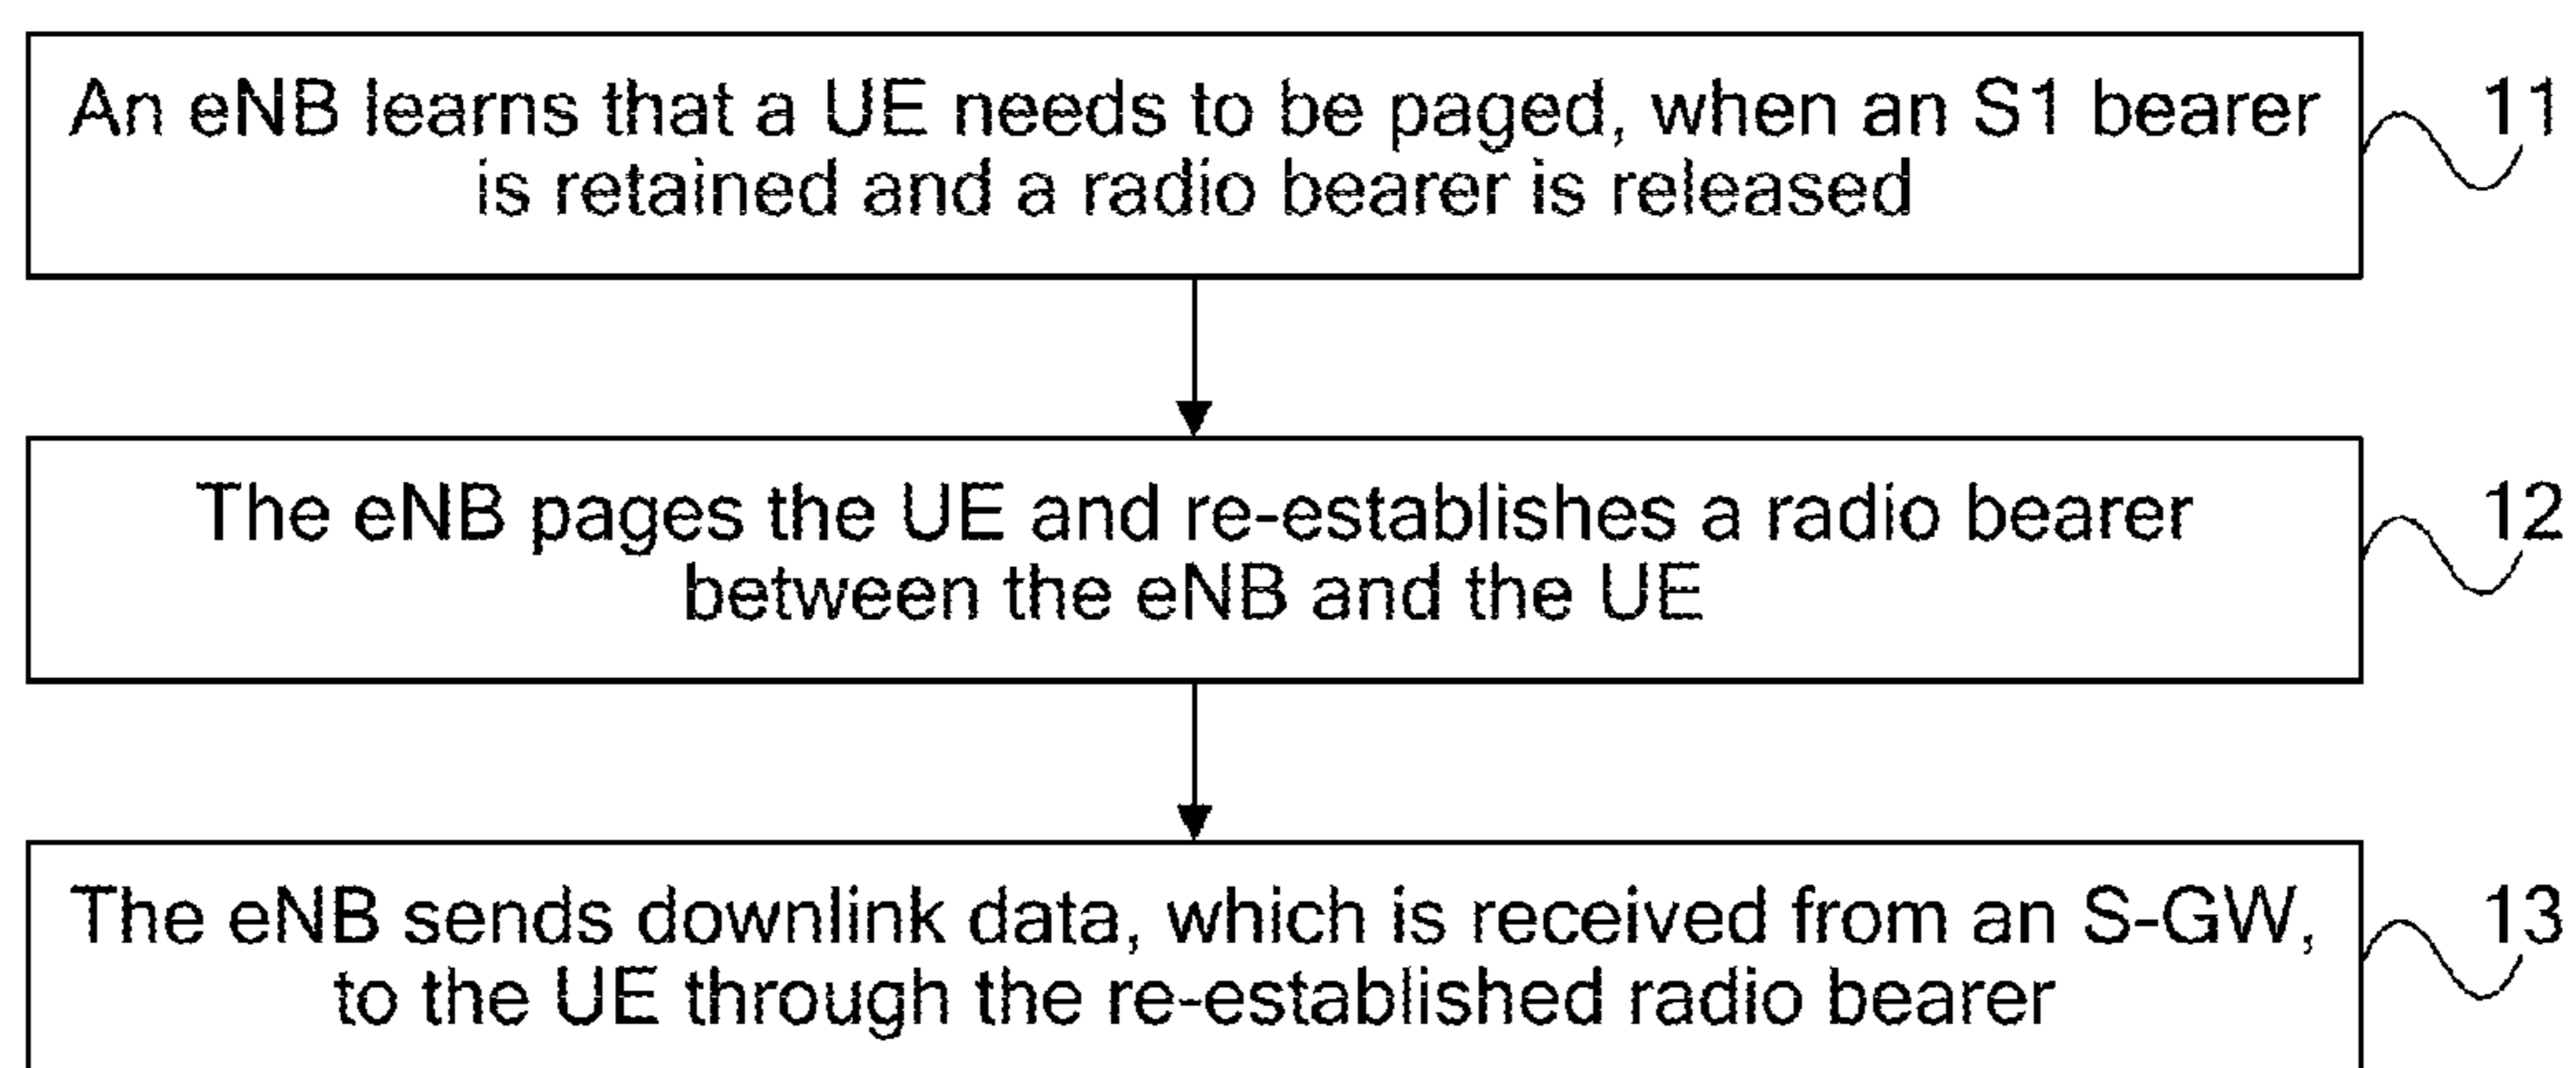 An eNB learns that a UE needs to be paged, when an S1 bearer
is retained and a radio bearer is released
11
The eNB pages the UE and re-establishes a radio bearer
between the eNB and the UE
12
The eNB sends downlink data, which is received from an S-GW,
to the UE through the re-established radio bearer
13